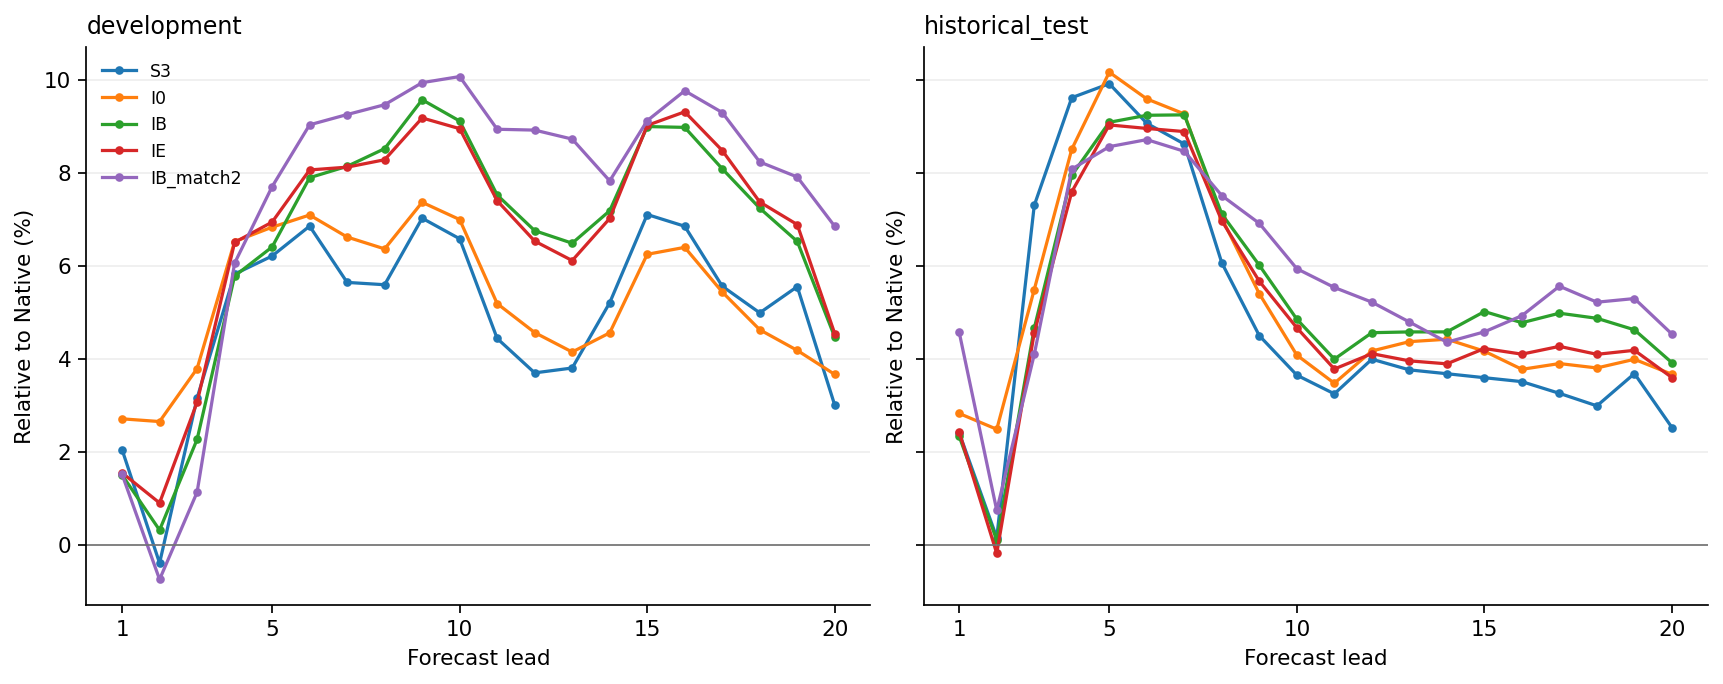 development
S3
I0
IB
IE
IB_match2
10
8
6
4
2
0
Relative to Native (%)
1 5 10 15 20
Forecast lead
historical_test
Relative to Native (%)
1 5 10 15 20
Forecast lead